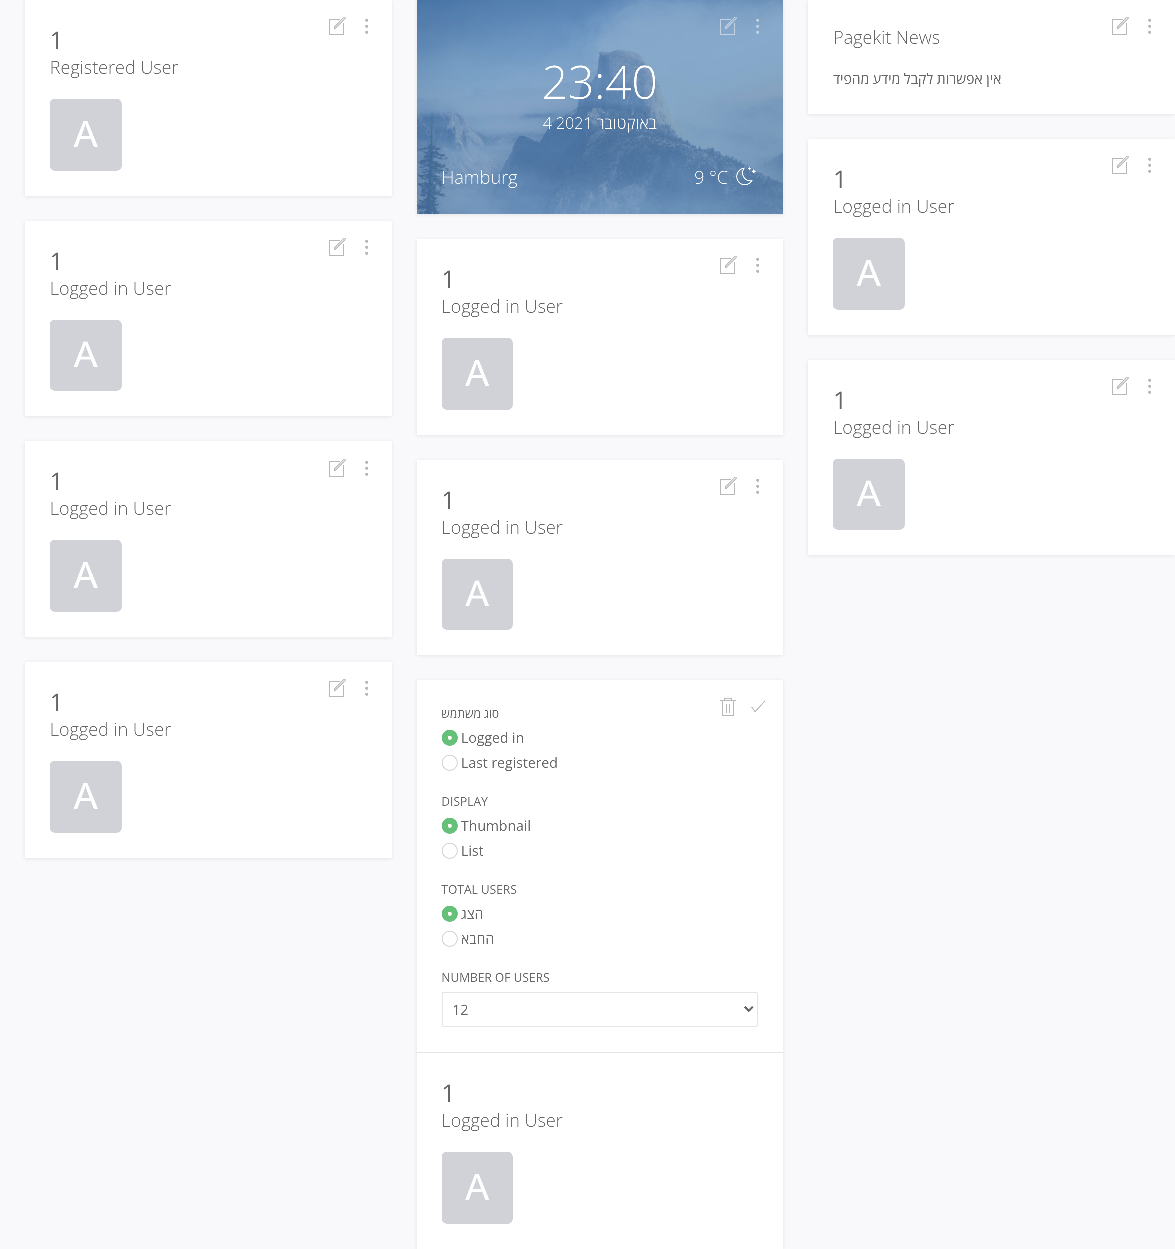 1
Registered User
A
1
Logged in User
A
1
Logged in User
A
1
Logged in User
A
23:40
4 באוקטובר 2021
Hamburg
9 °C
1
Logged in User
A
1
Logged in User
A
סוג משתמש
Logged in
Last registered
DISPLAY
Thumbnail
List
TOTAL USERS
הצג
החבא
NUMBER OF USERS
12
1
Logged in User
A
Pagekit News
אין אפשרות לקבל מידע מהפיד
1
Logged in User
A
1
Logged in User
A